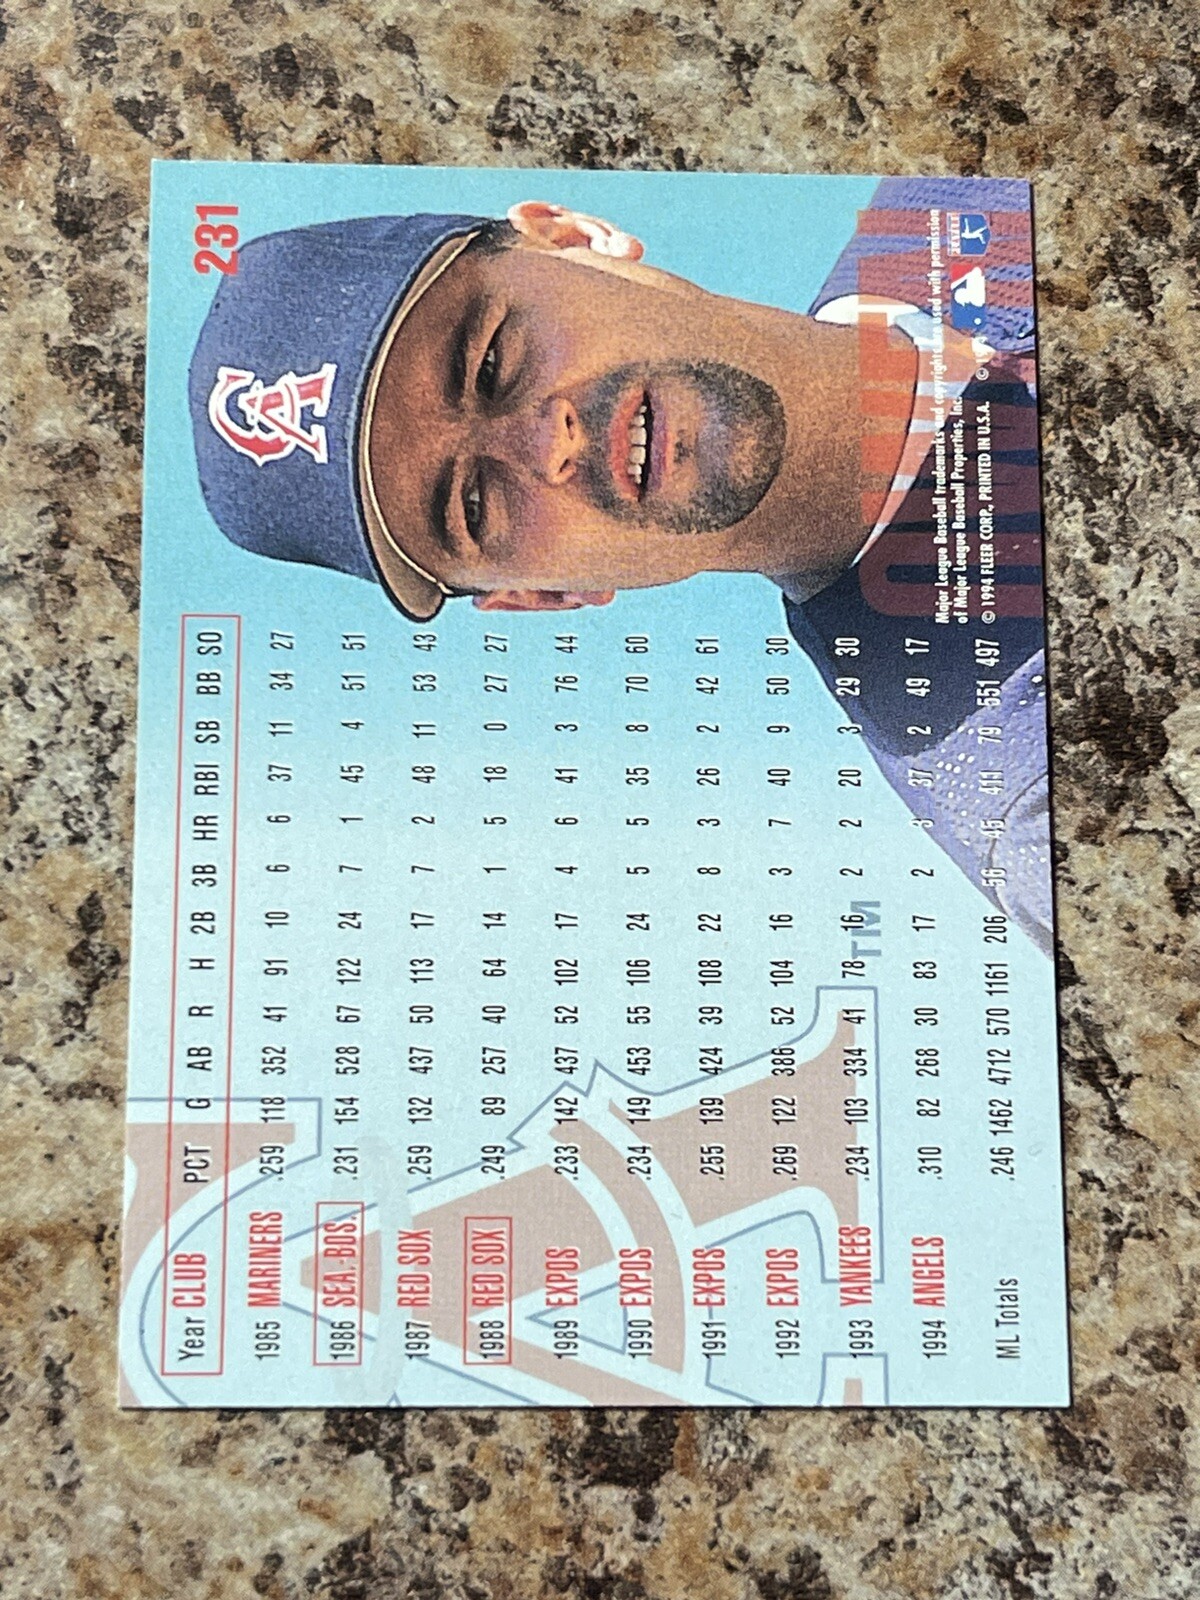 231
CA
Year CLUB PCT G AB R H 2B 3B HR RBI SB BB SO
1985 MARINERS .259 118 352 41 91 10 6 6 37 11 34 27
1986 SEA.-BOS. .231 154 528 67 122 24 7 1 45 4 51 51
1987 RED SOX .259 132 437 50 113 17 7 2 48 11 53 43
1988 RED SOX .249 89 257 40 64 14 1 5 18 0 27 27
1989 EXPOS .233 142 437 52 102 17 4 6 41 3 76 44
1990 EXPOS .234 149 453 55 106 24 5 5 35 8 70 60
1991 EXPOS .255 139 424 39 108 22 8 3 26 2 42 61
1992 EXPOS .269 122 386 52 104 16 3 7 40 9 50 30
1993 YANKEES .234 103 334 41 78 16 2 2 20 3 29 30
1994 ANGELS .310 82 268 30 83 17 2 3 37 2 49 17
ML Totals .246 1462 4712 570 1161 206 45 411 79 551 497
TM
OWEN
Major League Baseball trademarks and copyrights are used with permission
of Major League Baseball Properties, Inc.
© 1994 FLEER CORP., PRINTED IN U.S.A.